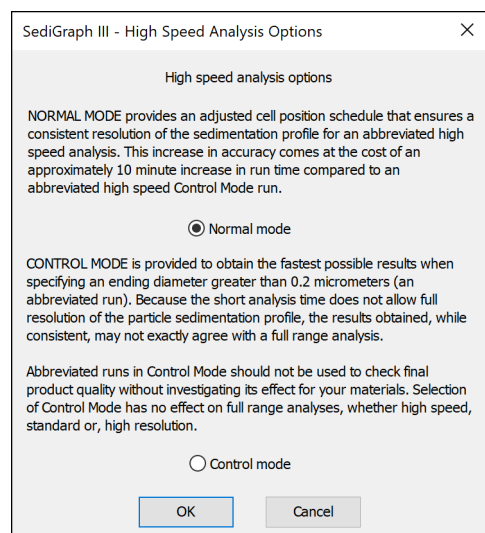 SediGraph III - High Speed Analysis Options
High speed analysis options
NORMAL MODE provides an adjusted cell position schedule that ensures a
consistent resolution of the sedimentation profile for an abbreviated high
speed analysis. This increase in accuracy comes at the cost of an
approximately 10 minute increase in run time compared to an
abbreviated high speed Control Mode run.
Normal mode
CONTROL MODE is provided to obtain the fastest possible results when
specifying an ending diameter greater than 0.2 micrometers (an
abbreviated run). Because the short analysis time does not allow full
resolution of the particle sedimentation profile, the results obtained, while
consistent, may not exactly agree with a full range analysis.
Abbreviated runs in Control Mode should not be used to check final
product quality without investigating its effect for your materials. Selection
of Control Mode has no effect on full range analyses, whether high speed,
standard or, high resolution.
Control mode
OK Cancel